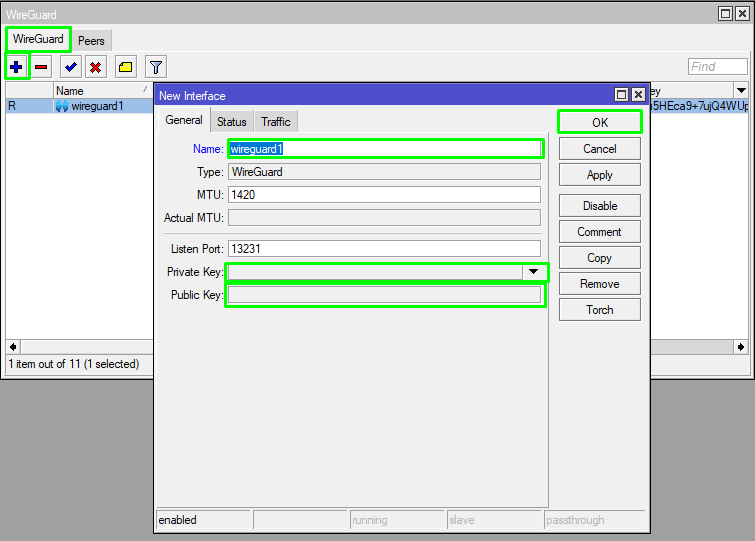 WireGuard
WireGuard Peers
Find
Name ey
R wireguard1 5HEca9+7ujQ4WUp
New Interface
General Status Traffic
OK
Name: wireguard1
Cancel
Type: WireGuard
Apply
MTU: 1420
Disable
Actual MTU:
Comment
Listen Port: 13231
Copy
Private Key:
Remove
Public Key:
Torch
1 item out of 11 (1 selected)
enabled running slave passthrough